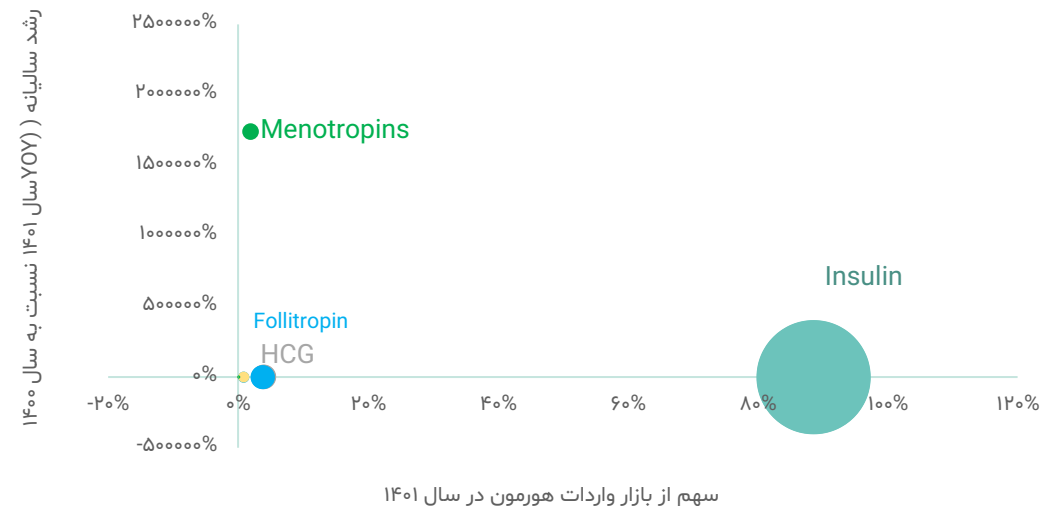 رشد سالیانه ( (YOYسال ۱۴۰۱ نسبت به سال ۱۴۰۰
۲۵۰۰۰۰۰%
۲۰۰۰۰۰۰%
Menotropins
۱۵۰۰۰۰۰%
۱۰۰۰۰۰۰%
Insulin
۵۰۰۰۰۰%
Follitropin
HCG
۰%
-۲۰% ۰% ۲۰% ۴۰% ۶۰% ۸۰% ۱۰۰% ۱۲۰%
-۵۰۰۰۰۰%
سهم از بازار واردات هورمون در سال ۱۴۰۱